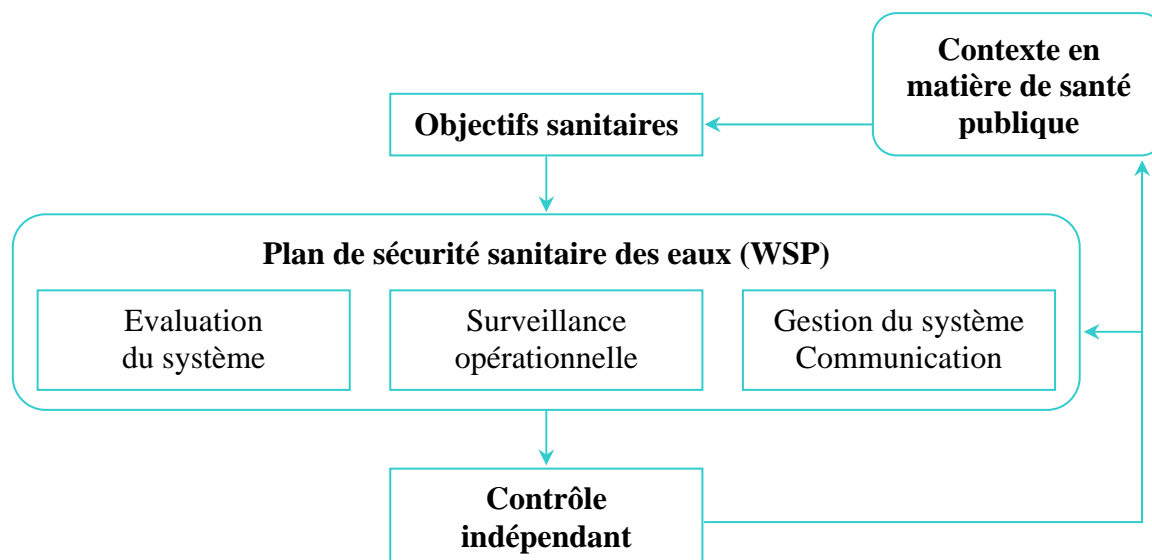 Contexte en
matière de santé
publique
Objectifs sanitaires
Plan de sécurité sanitaire des eaux (WSP)
Evaluation
du système
Surveillance
opérationnelle
Gestion du système
Communication
Contrôle
indépendant